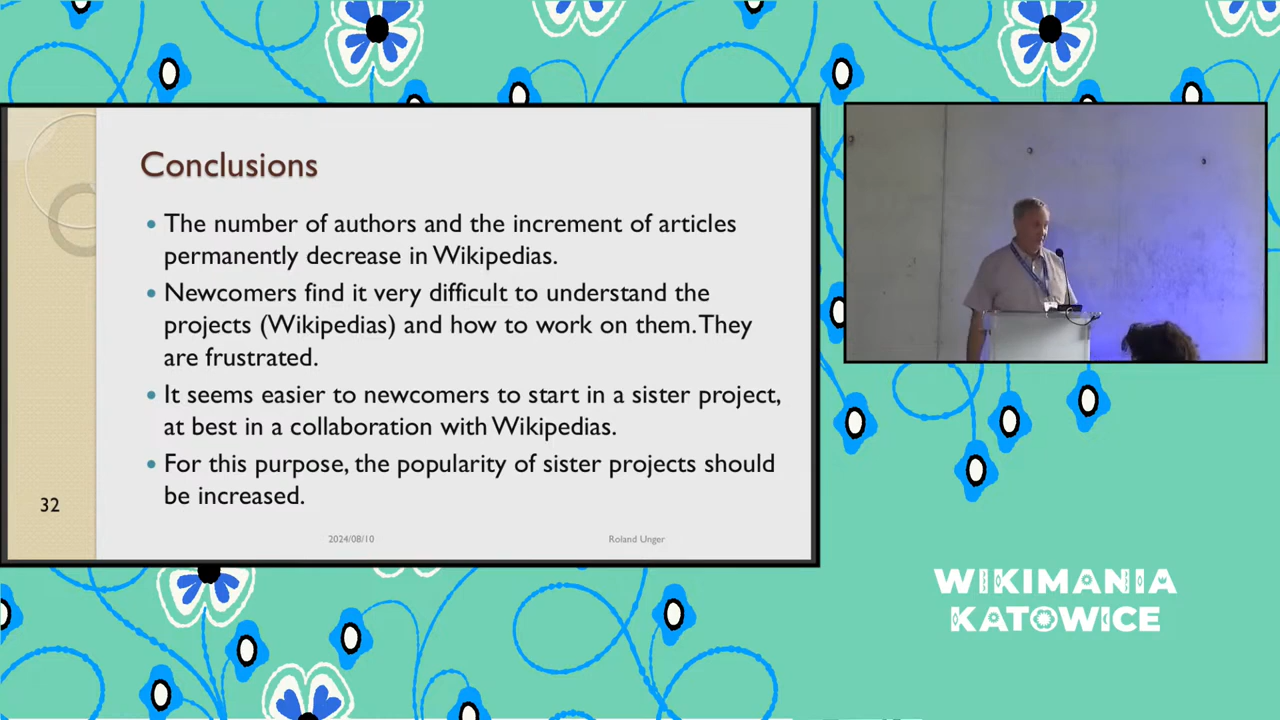 Conclusions
The number of authors and the increment of articles
permanently decrease in Wikipedias.
Newcomers find it very difficult to understand the
projects (Wikipedias) and how to work on them. They
are frustrated.
It seems easier to newcomers to start in a sister project,
at best in a collaboration with Wikipedias.
For this purpose, the popularity of sister projects should
be increased.
32
2024/08/10
Roland Unger
WIKIMANIA
KATOWICE